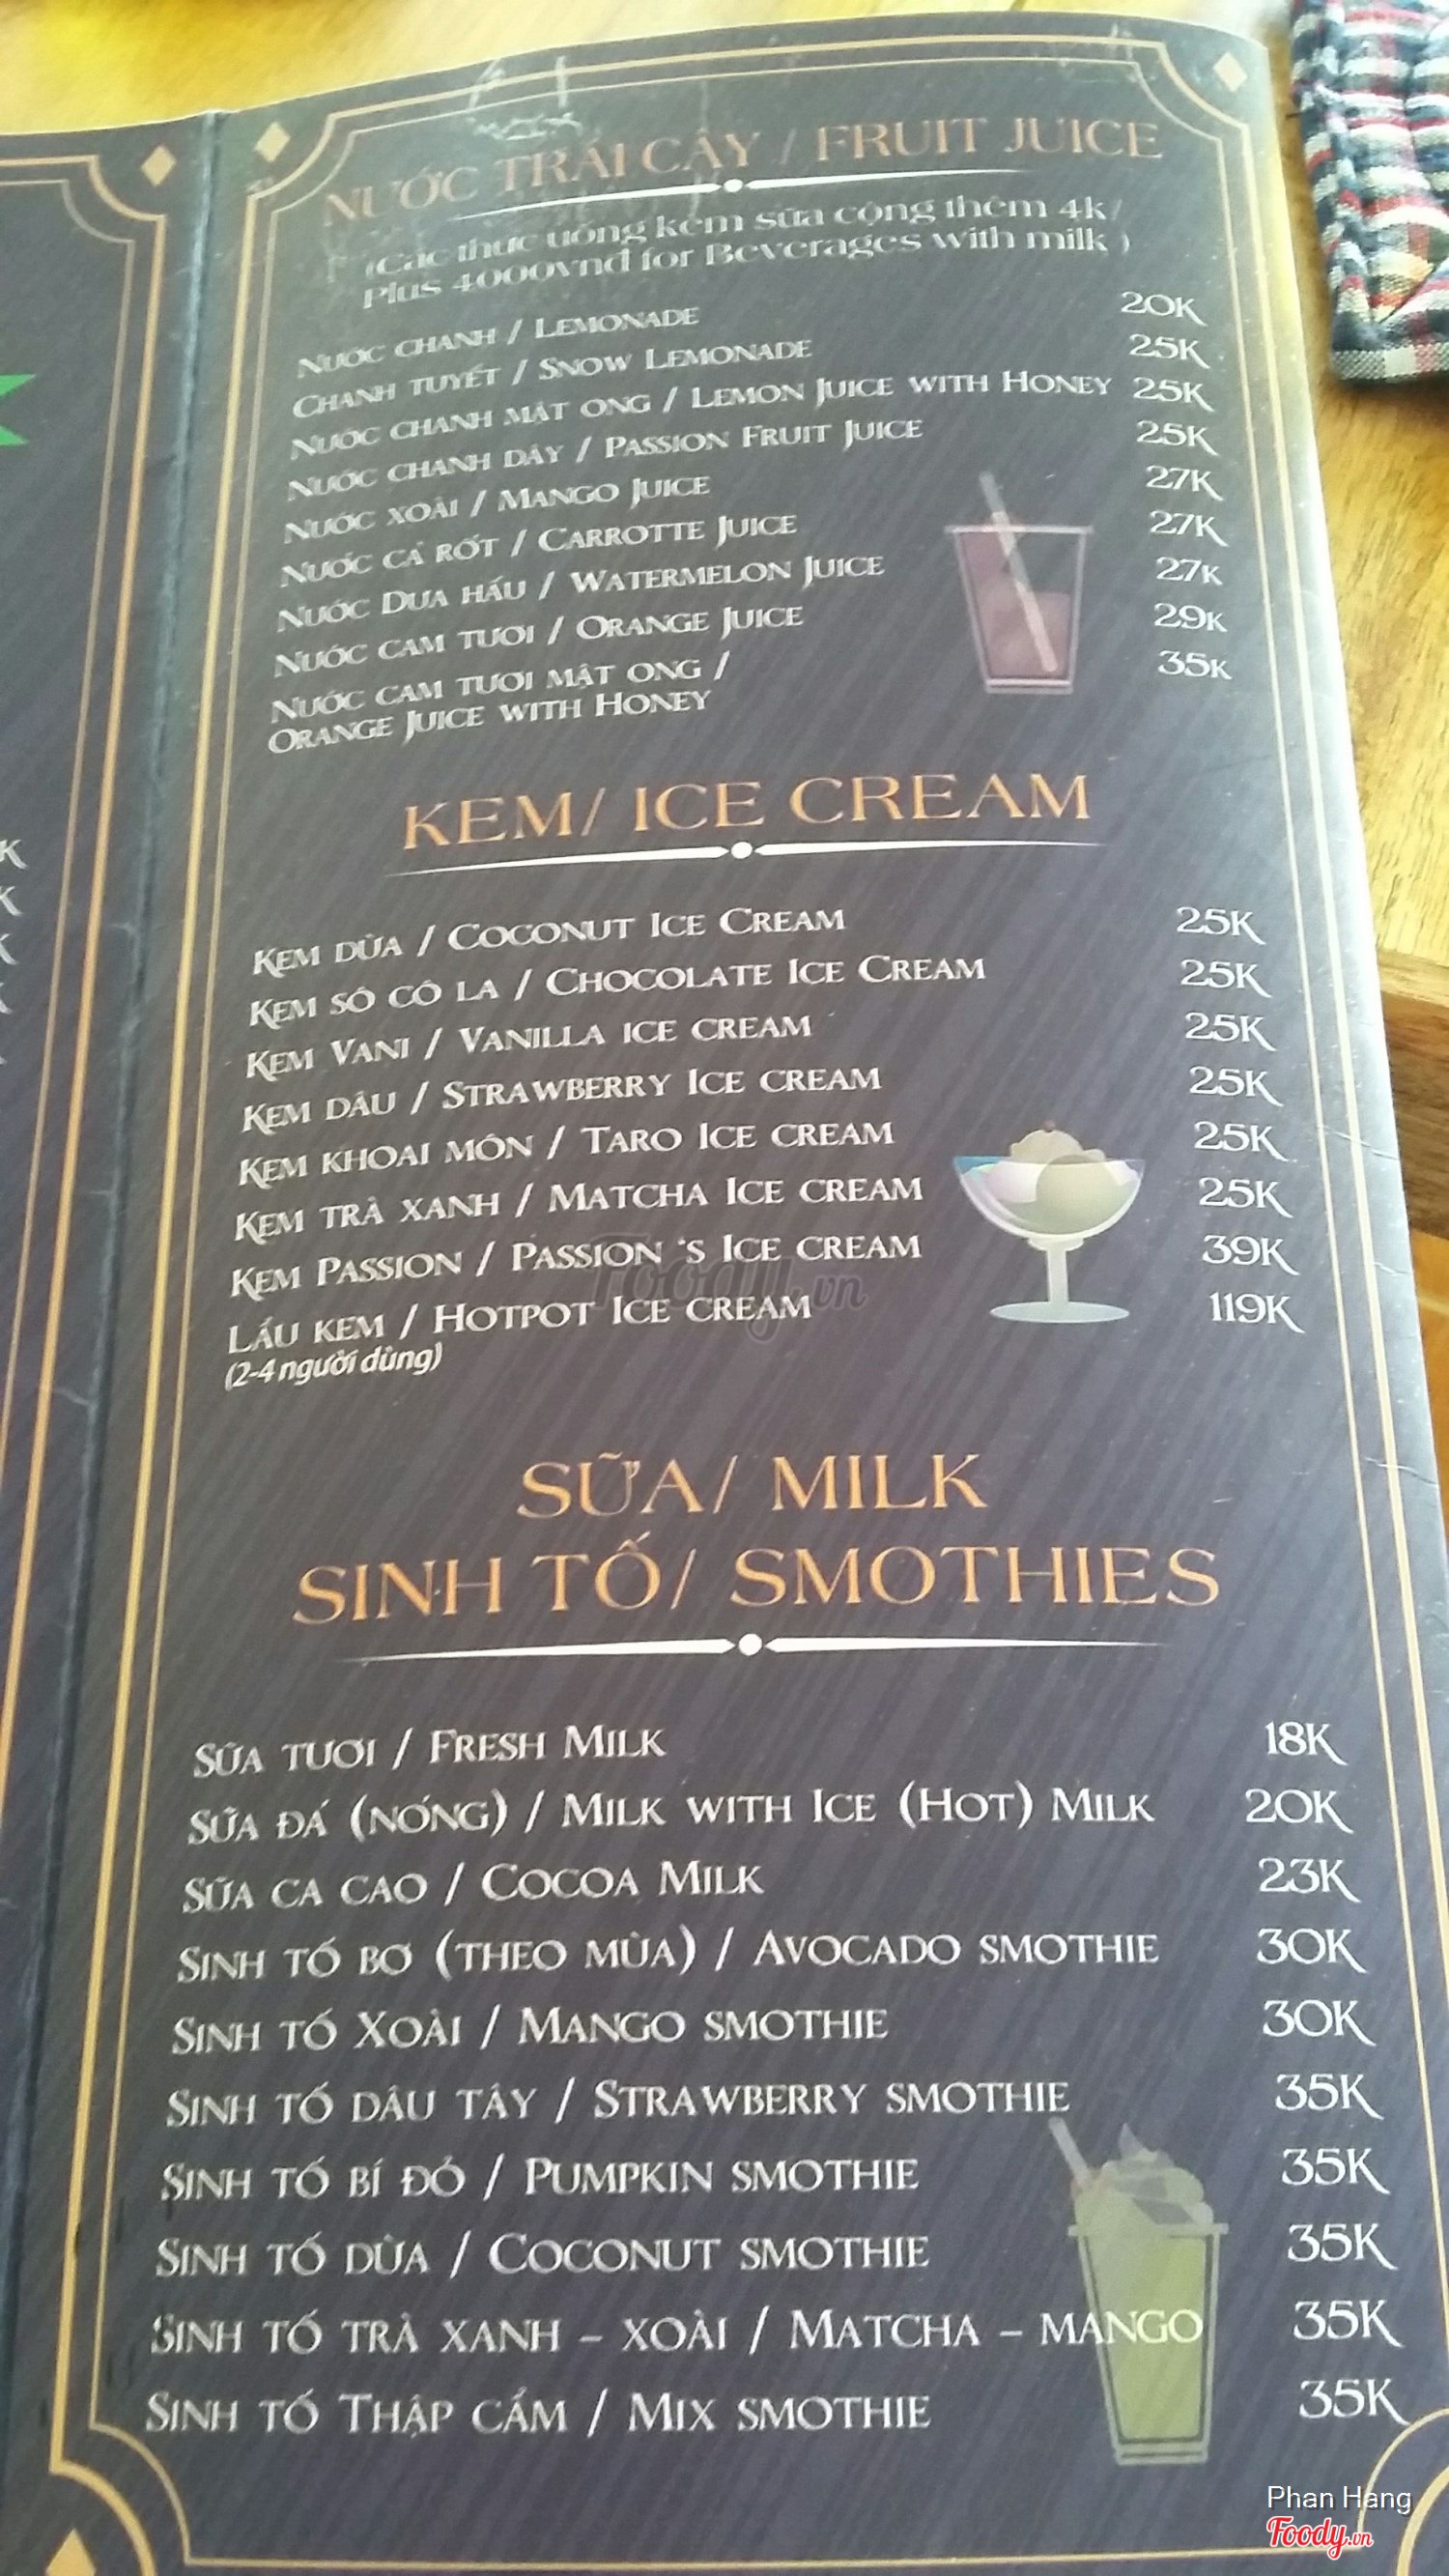 NƯỚC TRÁI CÂY / FRUIT JUICE
(Các thức uống kèm sữa cộng thêm 4k/
Plus 4000vnđ for Beverages with milk )
NƯỚC CHANH / LEMONADE 20K
CHANH TUYẾT / SNOW LEMONADE 25K
NƯỚC CHANH MẬT ONG / LEMON JUICE WITH HONEY 25K
NƯỚC CHANH DÂY / PASSION FRUIT JUICE 25K
NƯỚC XOÀI / MANGO JUICE 27K
NƯỚC CÀ RỐT / CARROTTE JUICE 27K
NƯỚC DƯA HẤU / WATERMELON JUICE 27K
NƯỚC CAM TƯƠI / ORANGE JUICE 29K
NƯỚC CAM TƯƠI MẬT ONG / 35K
ORANGE JUICE WITH HONEY
KEM/ ICE CREAM
KEM DỪA / COCONUT ICE CREAM 25K
KEM SÔ CÔ LA / CHOCOLATE ICE CREAM 25K
KEM VANI / VANILLA ICE CREAM 25K
KEM DÂU / STRAWBERRY ICE CREAM 25K
KEM KHOAI MÔN / TARO ICE CREAM 25K
KEM TRÀ XANH / MATCHA ICE CREAM 25K
KEM PASSION / PASSION 'S ICE CREAM 39K
LẨU KEM / HOTPOT ICE CREAM 119K
(2-4 người dùng)
Foody.vn
SỮA/ MILK
SINH TỐ/ SMOTHIES
SỮA TƯƠI / FRESH MILK 18K
SỮA ĐÁ (NÓNG) / MILK WITH ICE (HOT) MILK 20K
SỮA CA CAO / COCOA MILK 23K
SINH TỐ BƠ (THEO MÙA) / AVOCADO SMOTHIE 30K
SINH TỐ XOÀI / MANGO SMOTHIE 30K
SINH TỐ DÂU TÂY / STRAWBERRY SMOTHIE 35K
SINH TỐ BÍ ĐỎ / PUMPKIN SMOTHIE 35K
SINH TỐ DỪA / COCONUT SMOTHIE 35K
SINH TỐ TRÀ XANH – XOÀI / MATCHA – MANGO 35K
SINH TỐ THẬP CẨM / MIX SMOTHIE 35K
Phan Hang
Foody.vn